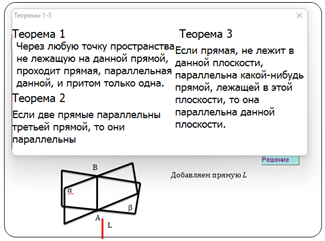 Теоремы 1-3
Теорема 1
Через любую точку пространства
не лежащую на данной прямой,
проходит прямая, параллельная
данной, и притом только одна.
Теорема 2
Если две прямые параллельны
третьей прямой, то они
параллельны
Теорема 3
Если прямая, не лежит в
данной плоскости,
параллельна какой-нибудь
прямой, лежащей в этой
плоскости, то она
параллельна данной
плоскости.
Решение
Добавляем прямую L
B
α
β
A
L